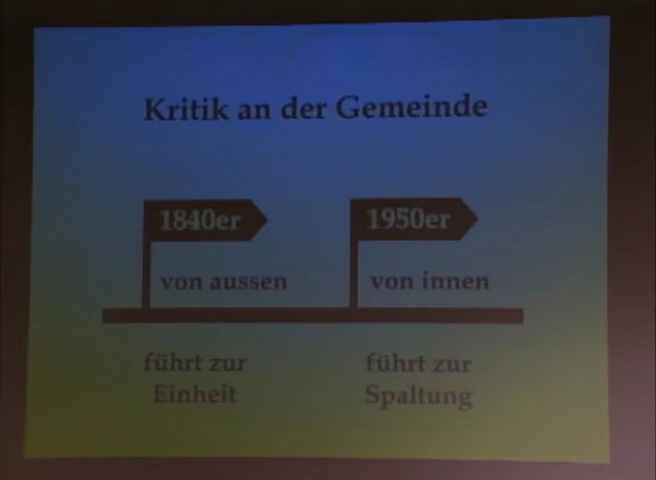 Kritik an der Gemeinde
1840er
1950er
von aussen
von innen
führt zur
Einheit
führt zur
Spaltung